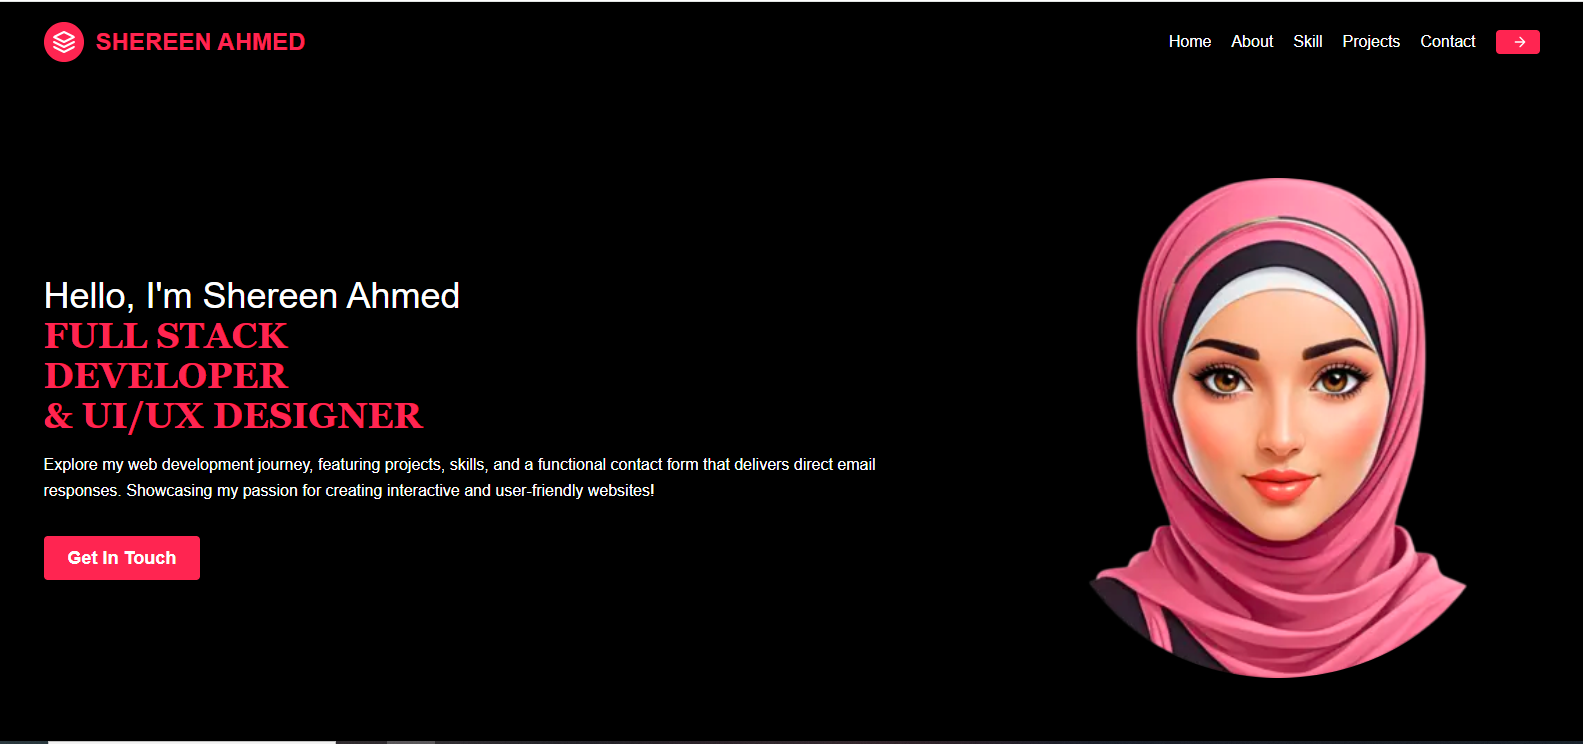 SHEREEN AHMED
Home About Skill Projects Contact
Hello, I'm Shereen Ahmed
FULL STACK
DEVELOPER
& UI/UX DESIGNER
Explore my web development journey, featuring projects, skills, and a functional contact form that delivers direct email
responses. Showcasing my passion for creating interactive and user-friendly websites!
Get In Touch